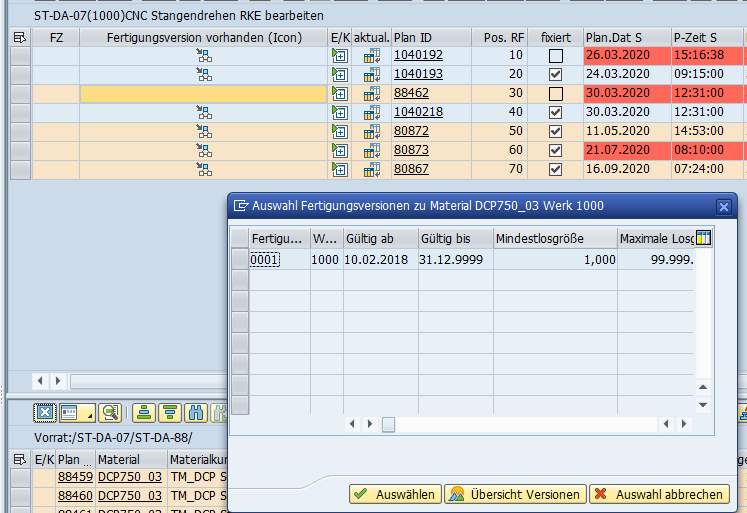 ST-DA-07(1000)CNC Stangendrehen RKE bearbeiten
FZ Fertigungsversion vorhanden (Icon) E/K aktual. Plan ID Pos. RF fixiert Plan.Dat S P-Zeit S
1040192 10 26.03.2020 15:16:38
1040193 20 24.03.2020 09:15:00
88462 30 30.03.2020 12:31:00
1040218 40 30.03.2020 12:31:00
80872 50 11.05.2020 14:53:00
80873 60 21.07.2020 08:10:00
80867 70 16.09.2020 07:24:00
Auswahl Fertigungsversionen zu Material DCP750_03 Werk 1000
Fertigu... W... Gültig ab Gültig bis Mindestlosgröße Maximale Losg
0001 1000 10.02.2018 31.12.9999 1,000 99.999.
Auswählen Übersicht Versionen Auswahl abbrechen
Vorrat:/ST-DA-07/ST-DA-88/
E/K Plan ... Material Materialkur
88459 DCP750_03 TM_DCP S
88460 DCP750_03 TM_DCP S
88461 DCP750_03 TM_DCP S